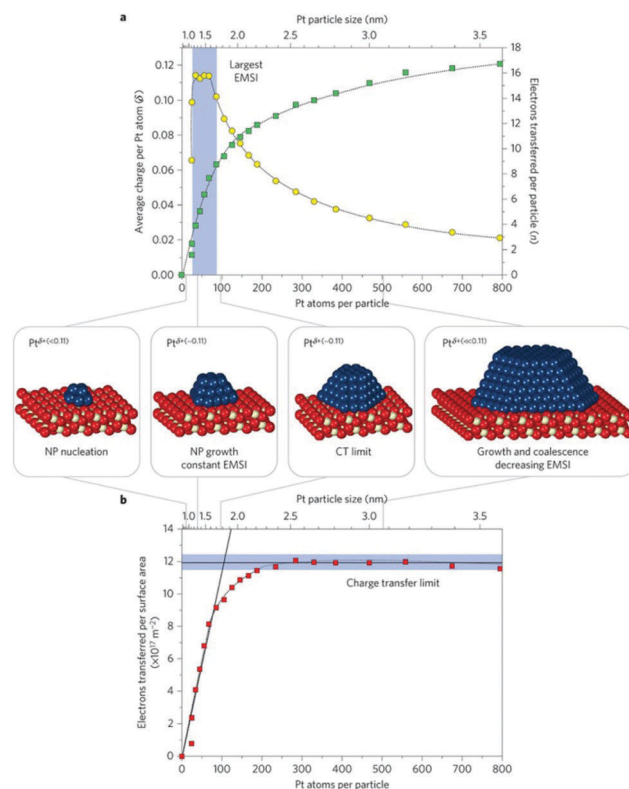 Pt particle size (nm)
a
1.0 1.5 2.0 2.5 3.0 3.5
Largest
EMSI
Average charge per Pt atom (δ̄)
0.12
0.10
0.08
0.06
0.04
0.02
0.00
Electrons transferred per particle (n)
18
16
14
12
10
8
6
4
2
0
0 100 200 300 400 500 600 700 800
Pt atoms per particle
Ptδ+(<0.11)
NP nucleation
Ptδ+(~0.11)
NP growth
constant EMSI
Ptδ+(~0.11)
CT limit
Ptδ+(≪0.11)
Growth and coalescence
decreasing EMSI
Pt particle size (nm)
b
1.0 1.5 2.0 2.5 3.0 3.5
Electrons transferred per surface area
(×10¹⁷ m⁻²)
14
12
10
8
6
4
2
0
Charge transfer limit
0 100 200 300 400 500 600 700 800
Pt atoms per particle